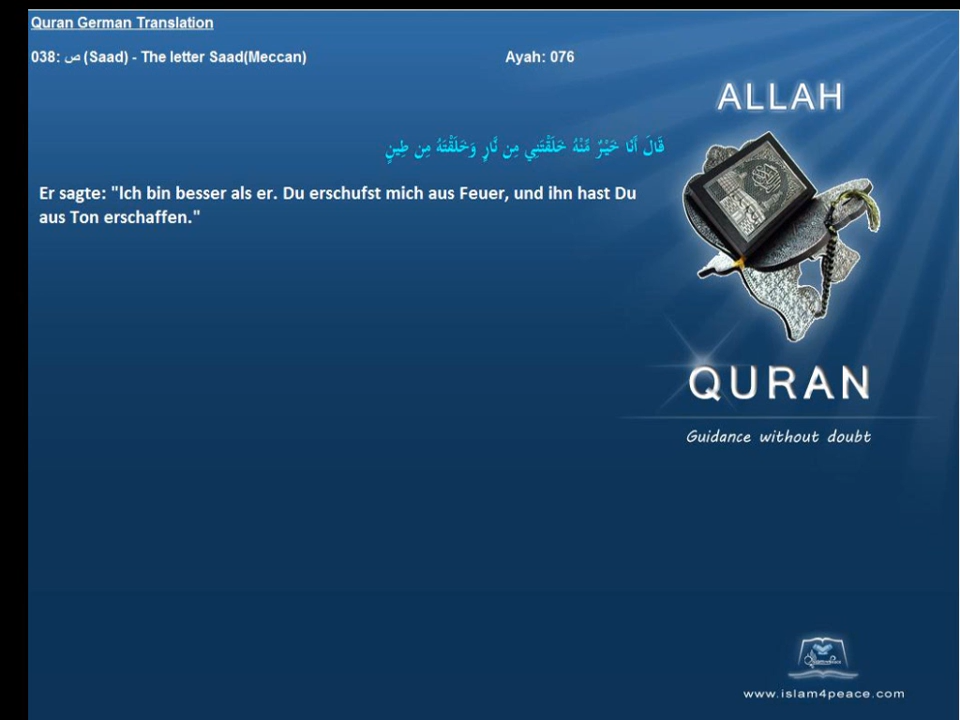 Quran German Translation
038: ص (Saad) - The letter Saad(Meccan) Ayah: 076
ALLAH
قَالَ أَنَا خَيْرٌ مِّنْهُ خَلَقْتَنِي مِن نَّارٍ وَخَلَقْتَهُ مِن طِينٍ
Er sagte: "Ich bin besser als er. Du erschufst mich aus Feuer, und ihn hast Du
aus Ton erschaffen."
QURAN
Guidance without doubt
www.islam4peace.com